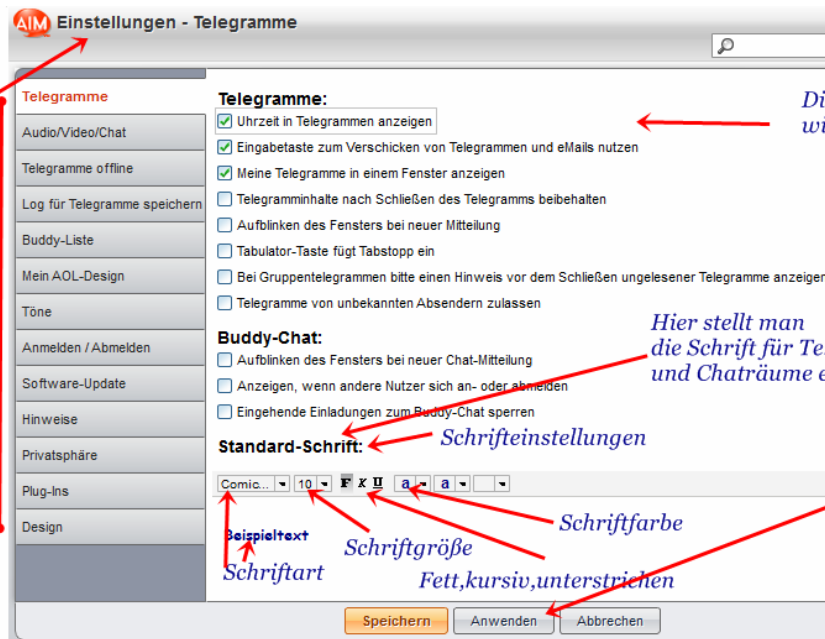 AIM Einstellungen - Telegramme
Telegramme
Audio/Video/Chat
Telegramme offline
Log für Telegramme speichern
Buddy-Liste
Mein AOL-Design
Töne
Anmelden / Abmelden
Software-Update
Hinweise
Privatsphäre
Plug-Ins
Design
Telegramme:
Uhrzeit in Telegrammen anzeigen
Eingabetaste zum Verschicken von Telegrammen und eMails nutzen
Meine Telegramme in einem Fenster anzeigen
Telegramminhalte nach Schließen des Telegramms beibehalten
Aufblinken des Fensters bei neuer Mitteilung
Tabulator-Taste fügt Tabstopp ein
Bei Gruppentelegrammen bitte einen Hinweis vor dem Schließen ungelesener Telegramme anzeigen
Telegramme von unbekannten Absendern zulassen
Di
wi
Buddy-Chat:
Aufblinken des Fensters bei neuer Chat-Mitteilung
Anzeigen, wenn andere Nutzer sich an- oder abmelden
Eingehende Einladungen zum Buddy-Chat sperren
Hier stellt man
die Schrift für Te
und Chaträume e
Standard-Schrift:
Schrifteinstellungen
Comic... 10 F K U a a
Beispieltext
Schriftart
Schriftgröße
Schriftfarbe
Fett,kursiv,unterstrichen
Speichern Anwenden Abbrechen